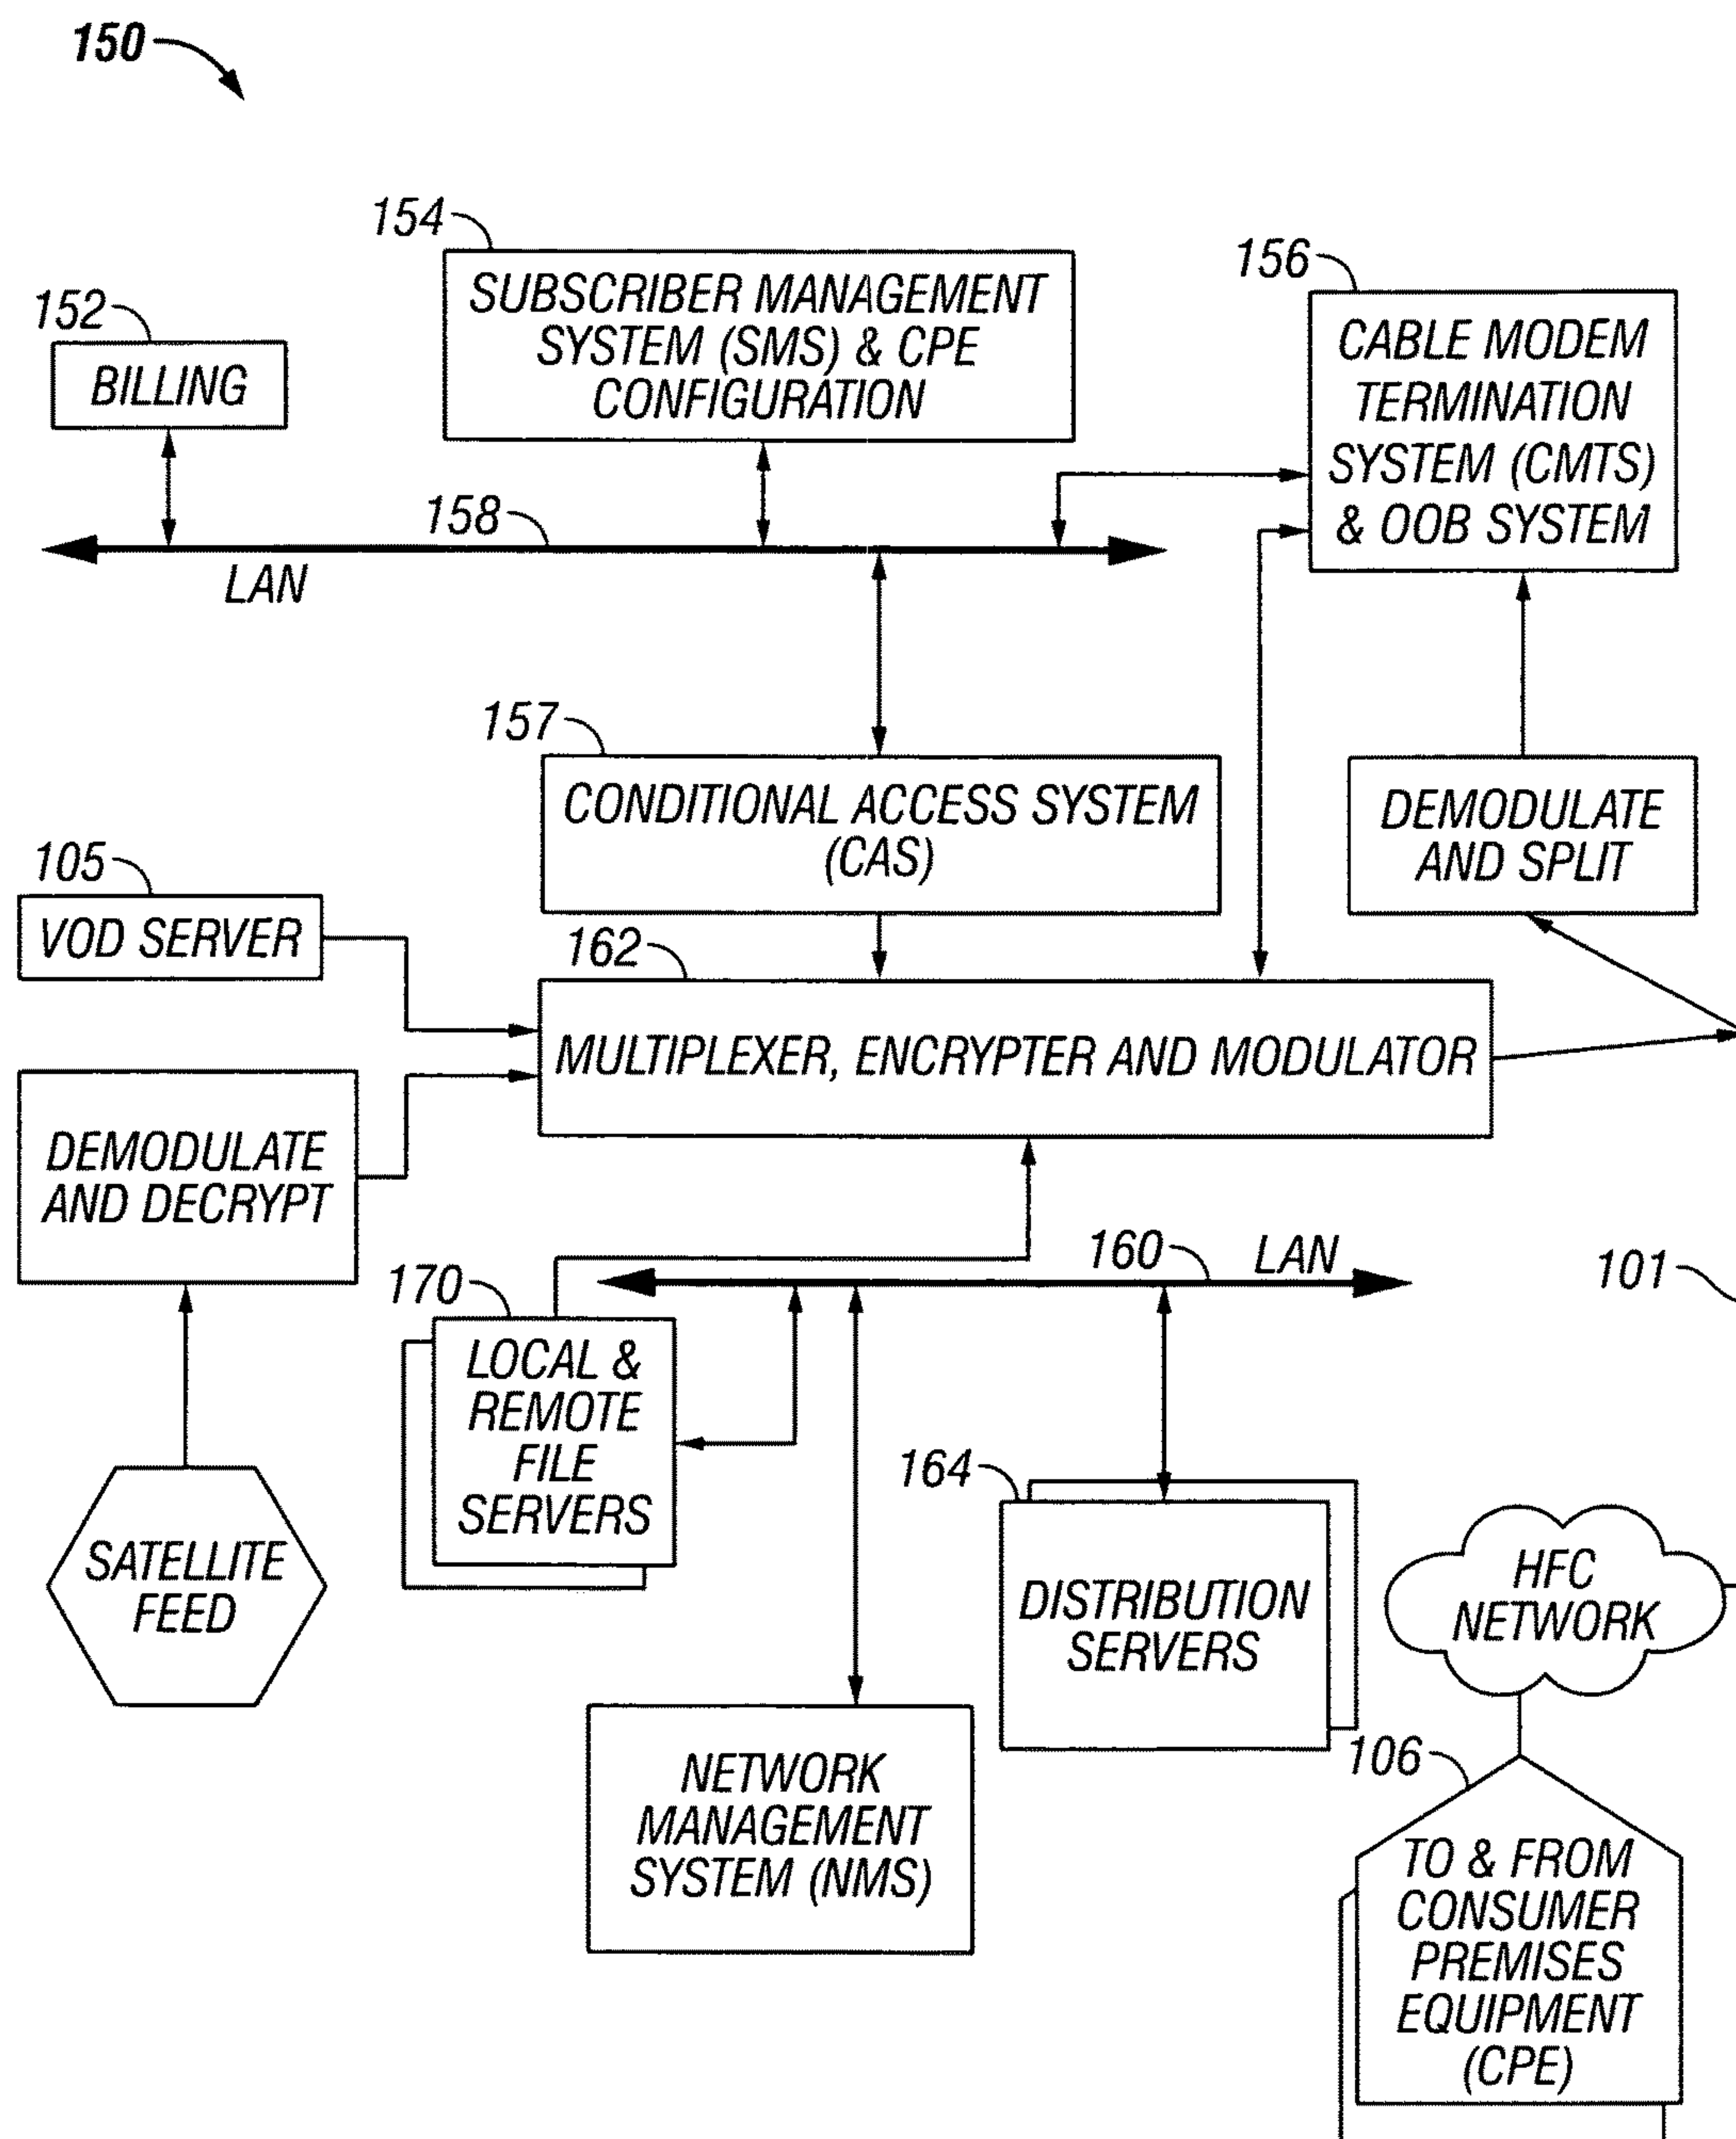 150
154
SUBSCRIBER MANAGEMENT
SYSTEM (SMS) & CPE
CONFIGURATION
156
CABLE MODEM
TERMINATION
SYSTEM (CMTS)
& OOB SYSTEM
152
BILLING
158
LAN
157
CONDITIONAL ACCESS SYSTEM
(CAS)
DEMODULATE
AND SPLIT
105
VOD SERVER
162
MULTIPLEXER, ENCRYPTER AND MODULATOR
DEMODULATE
AND DECRYPT
160
LAN
101
170
LOCAL &
REMOTE
FILE
SERVERS
SATELLITE
FEED
164
DISTRIBUTION
SERVERS
HFC
NETWORK
NETWORK
MANAGEMENT
SYSTEM (NMS)
106
TO & FROM
CONSUMER
PREMISES
EQUIPMENT
(CPE)